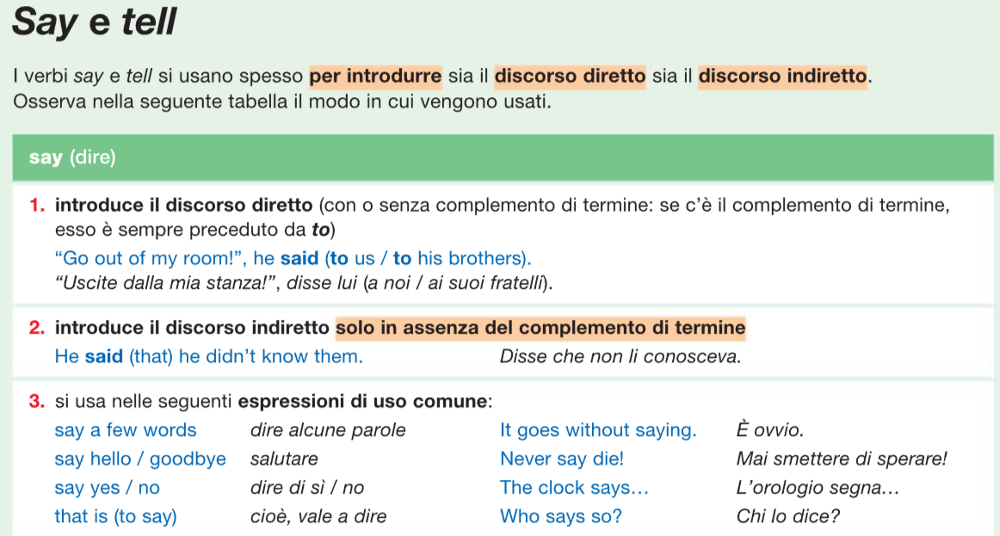 Say e tell
I verbi say e tell si usano spesso per introdurre sia il discorso diretto sia il discorso indiretto.
Osserva nella seguente tabella il modo in cui vengono usati.
say (dire)
1. introduce il discorso diretto (con o senza complemento di termine: se c’è il complemento di termine,
esso è sempre preceduto da to)
“Go out of my room!”, he said (to us / to his brothers).
“Uscite dalla mia stanza!”, disse lui (a noi / ai suoi fratelli).
2. introduce il discorso indiretto solo in assenza del complemento di termine
He said (that) he didn’t know them. Disse che non li conosceva.
3. si usa nelle seguenti espressioni di uso comune:
say a few words dire alcune parole It goes without saying. È ovvio.
say hello / goodbye salutare Never say die! Mai smettere di sperare!
say yes / no dire di sì / no The clock says… L’orologio segna…
that is (to say) cioè, vale a dire Who says so? Chi lo dice?